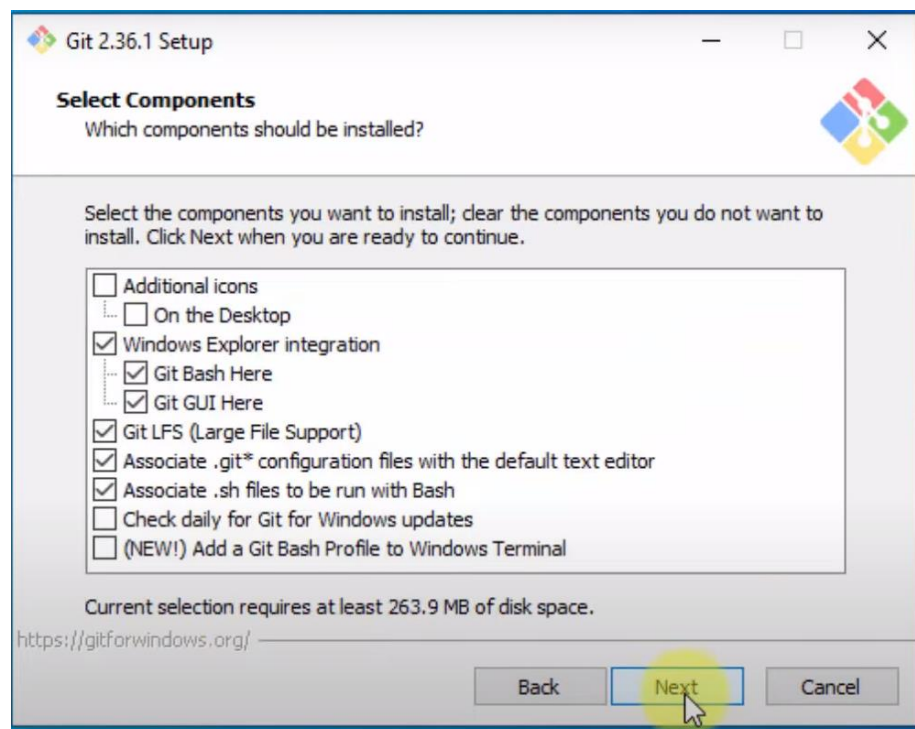 Git 2.36.1 Setup
Select Components
Which components should be installed?
Select the components you want to install; clear the components you do not want to
install. Click Next when you are ready to continue.
Additional icons
On the Desktop
Windows Explorer integration
Git Bash Here
Git GUI Here
Git LFS (Large File Support)
Associate .git* configuration files with the default text editor
Associate .sh files to be run with Bash
Check daily for Git for Windows updates
(NEW!) Add a Git Bash Profile to Windows Terminal
Current selection requires at least 263.9 MB of disk space.
https://gitforwindows.org/
Back
Next
Cancel